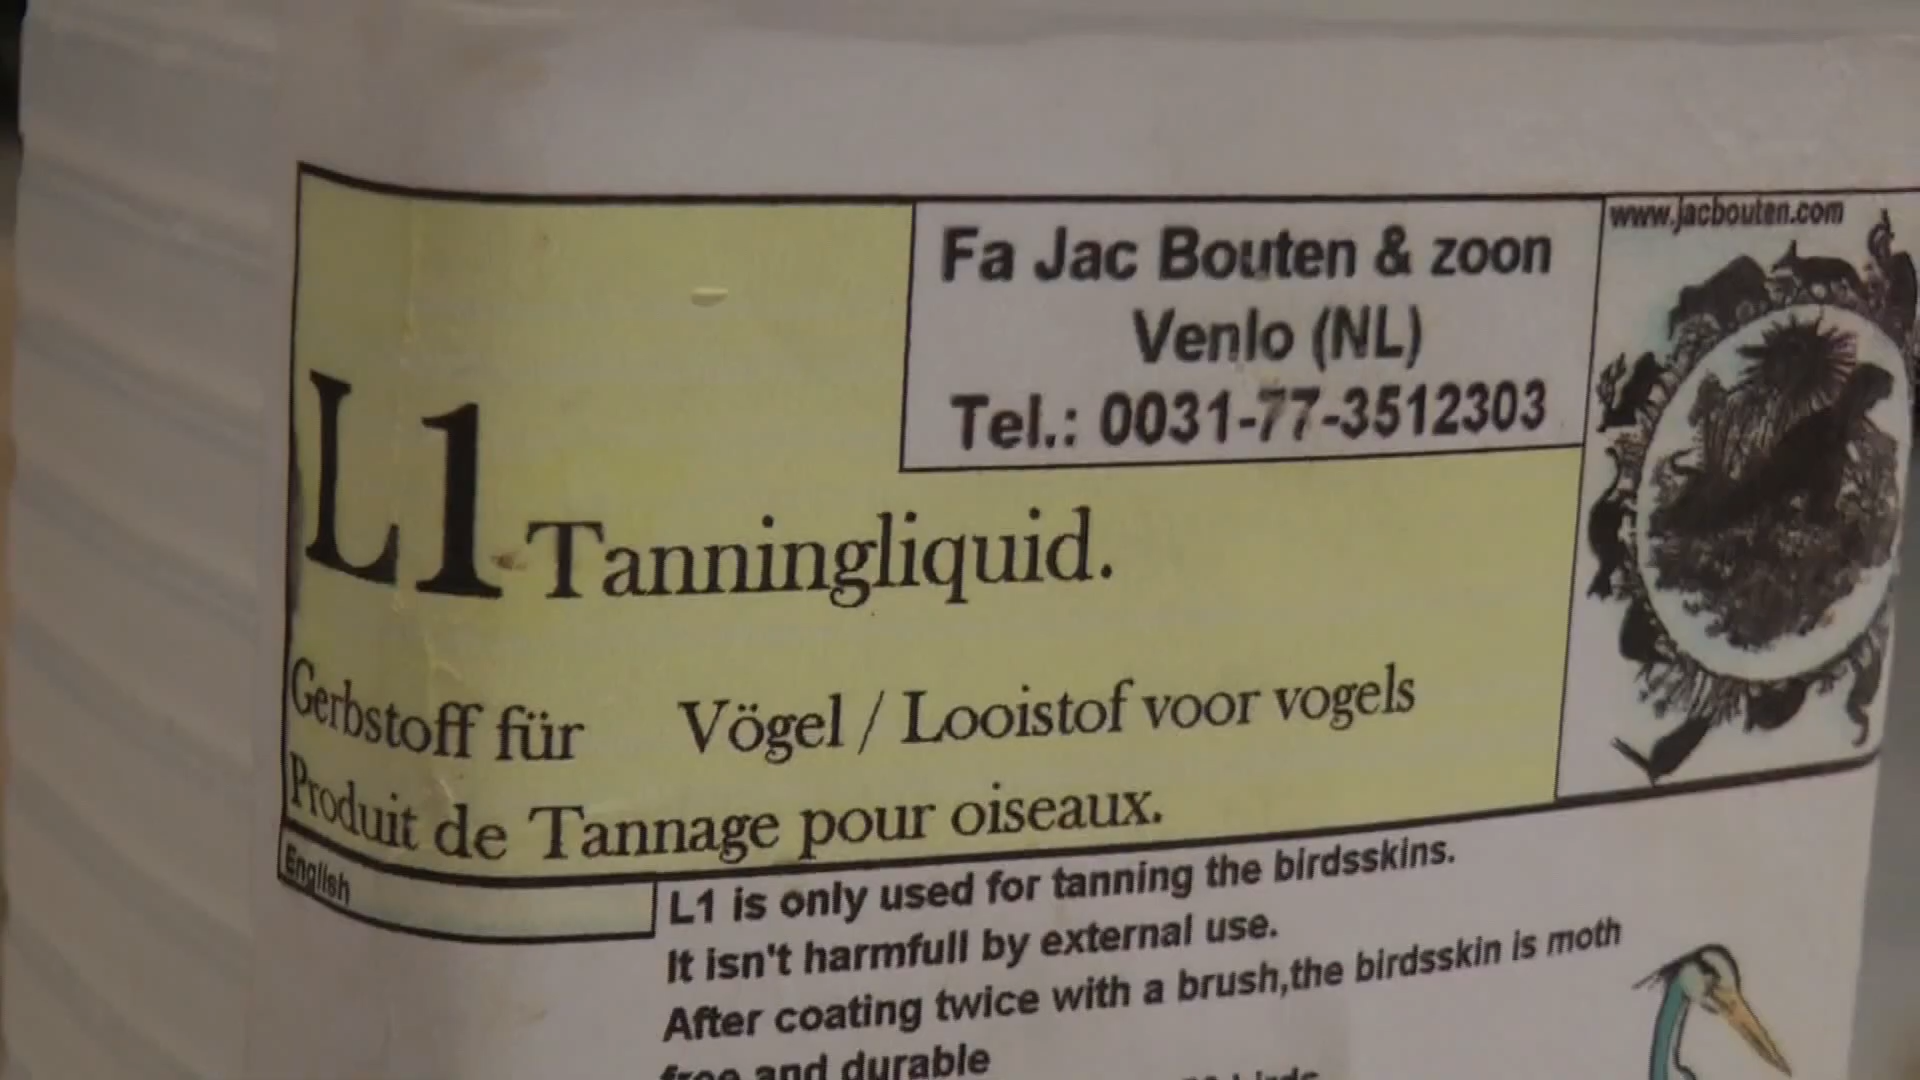 www.jacbouten.com
Fa Jac Bouten & zoon
Venlo (NL)
Tel.: 0031-77-3512303
L1 Tanningliquid.
Gerbstoff für Vögel / Looistof voor vogels
Produit de Tannage pour oiseaux.
English
L1 is only used for tanning the birdsskins.
It isn't harmfull by external use.
After coating twice with a brush,the birdsskin is moth
free and durable
birds